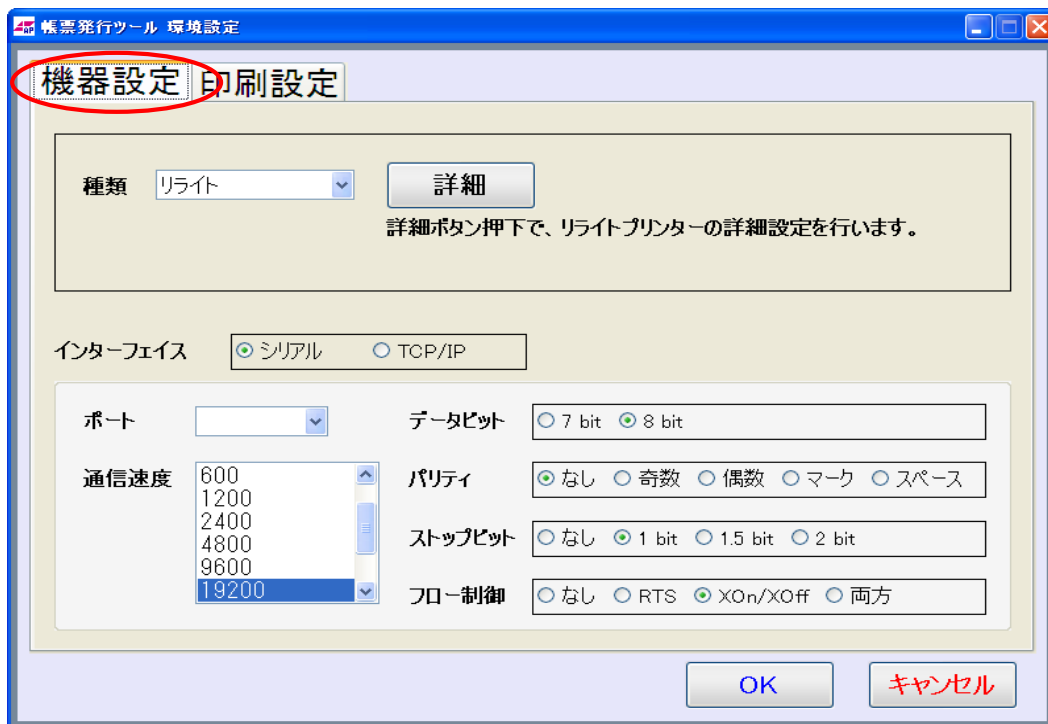 帳票発行ツール 環境設定
機器設定 印刷設定
種類 リライト 詳細
詳細ボタン押下で、リライトプリンターの詳細設定を行います。
インターフェイス シリアル TCP/IP
ポート データビット 7 bit 8 bit
通信速度 600 パリティ なし 奇数 偶数 マーク スペース
1200
2400
4800 ストップビット なし 1 bit 1.5 bit 2 bit
9600
19200 フロー制御 なし RTS XOn/XOff 両方
OK キャンセル